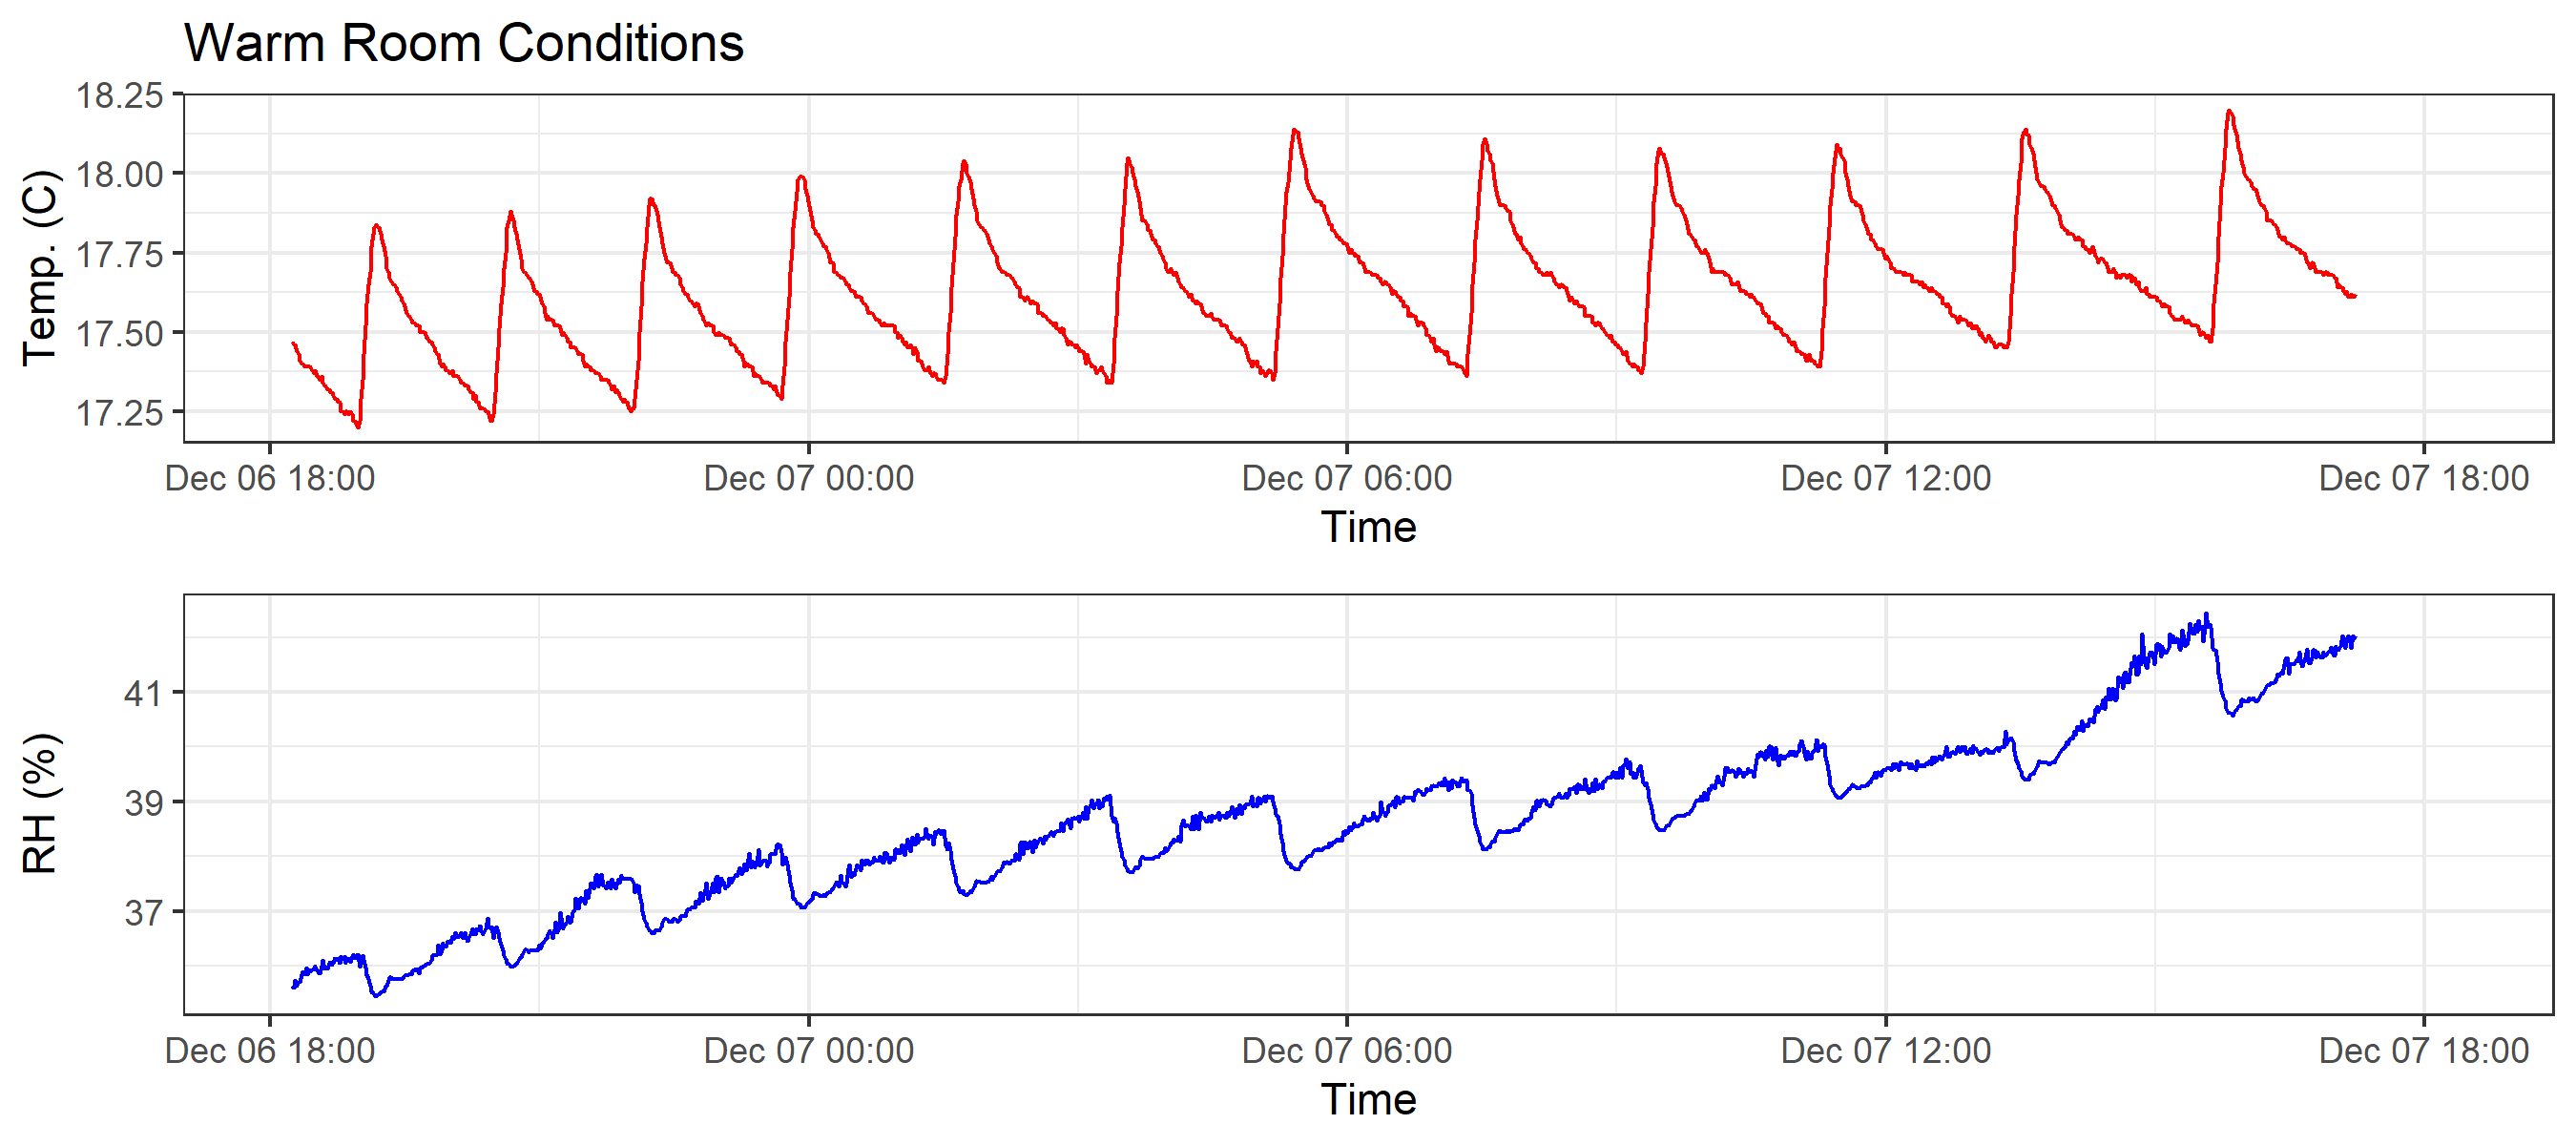 Warm Room Conditions
Temp. (C)
18.25
18.00
17.75
17.50
17.25
Dec 06 18:00 Dec 07 00:00 Dec 07 06:00 Dec 07 12:00 Dec 07 18:00
Time
RH (%)
41
39
37
Dec 06 18:00 Dec 07 00:00 Dec 07 06:00 Dec 07 12:00 Dec 07 18:00
Time